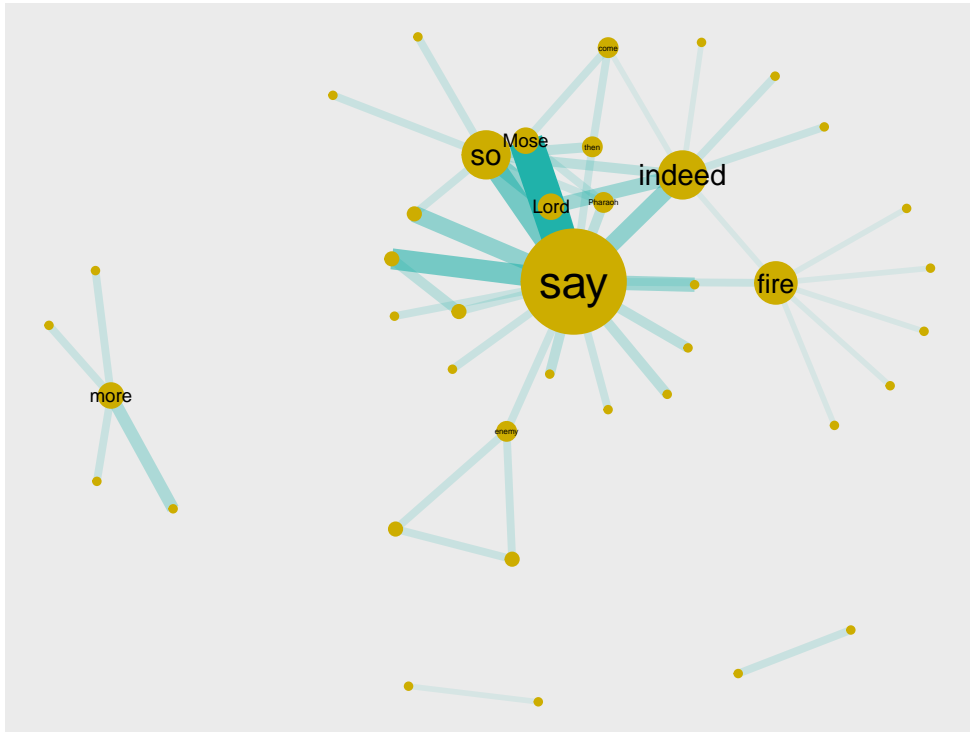 come
Mose
then
so
indeed
Lord
Pharaoh
say
fire
more
enemy